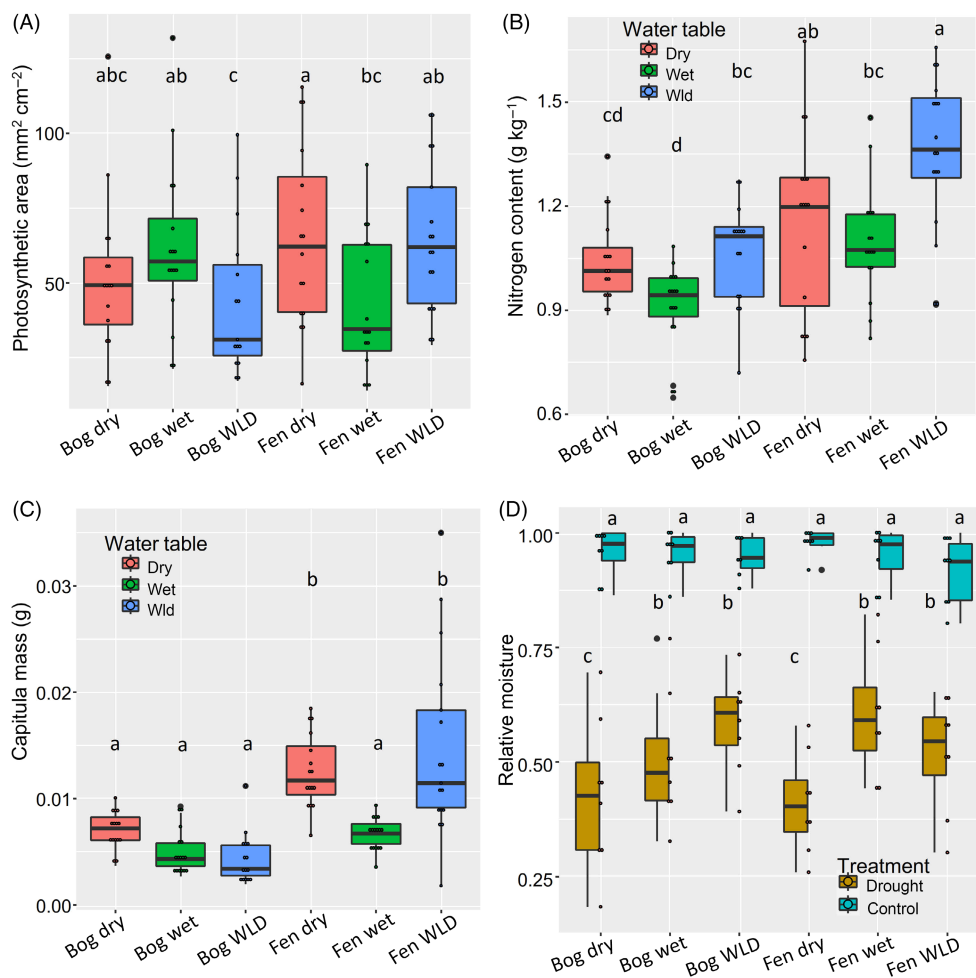 (A)
Photosynthetic area (mm² cm⁻²)
100
50
abc
ab
c
a
bc
ab
Bog dry
Bog wet
Bog WLD
Fen dry
Fen wet
Fen WLD
(B)
Nitrogen content (g kg⁻¹)
1.5
1.2
0.9
0.6
Water table
Dry
Wet
Wld
cd
d
bc
ab
bc
a
Bog dry
Bog wet
Bog WLD
Fen dry
Fen wet
Fen WLD
(C)
Capitula mass (g)
0.03
0.02
0.01
0.00
Water table
Dry
Wet
Wld
a
a
a
b
a
b
Bog dry
Bog wet
Bog WLD
Fen dry
Fen wet
Fen WLD
(D)
Relative moisture
1.00
0.75
0.50
0.25
a
a
a
a
a
a
c
b
b
c
b
b
Treatment
Drought
Control
Bog dry
Bog wet
Bog WLD
Fen dry
Fen wet
Fen WLD